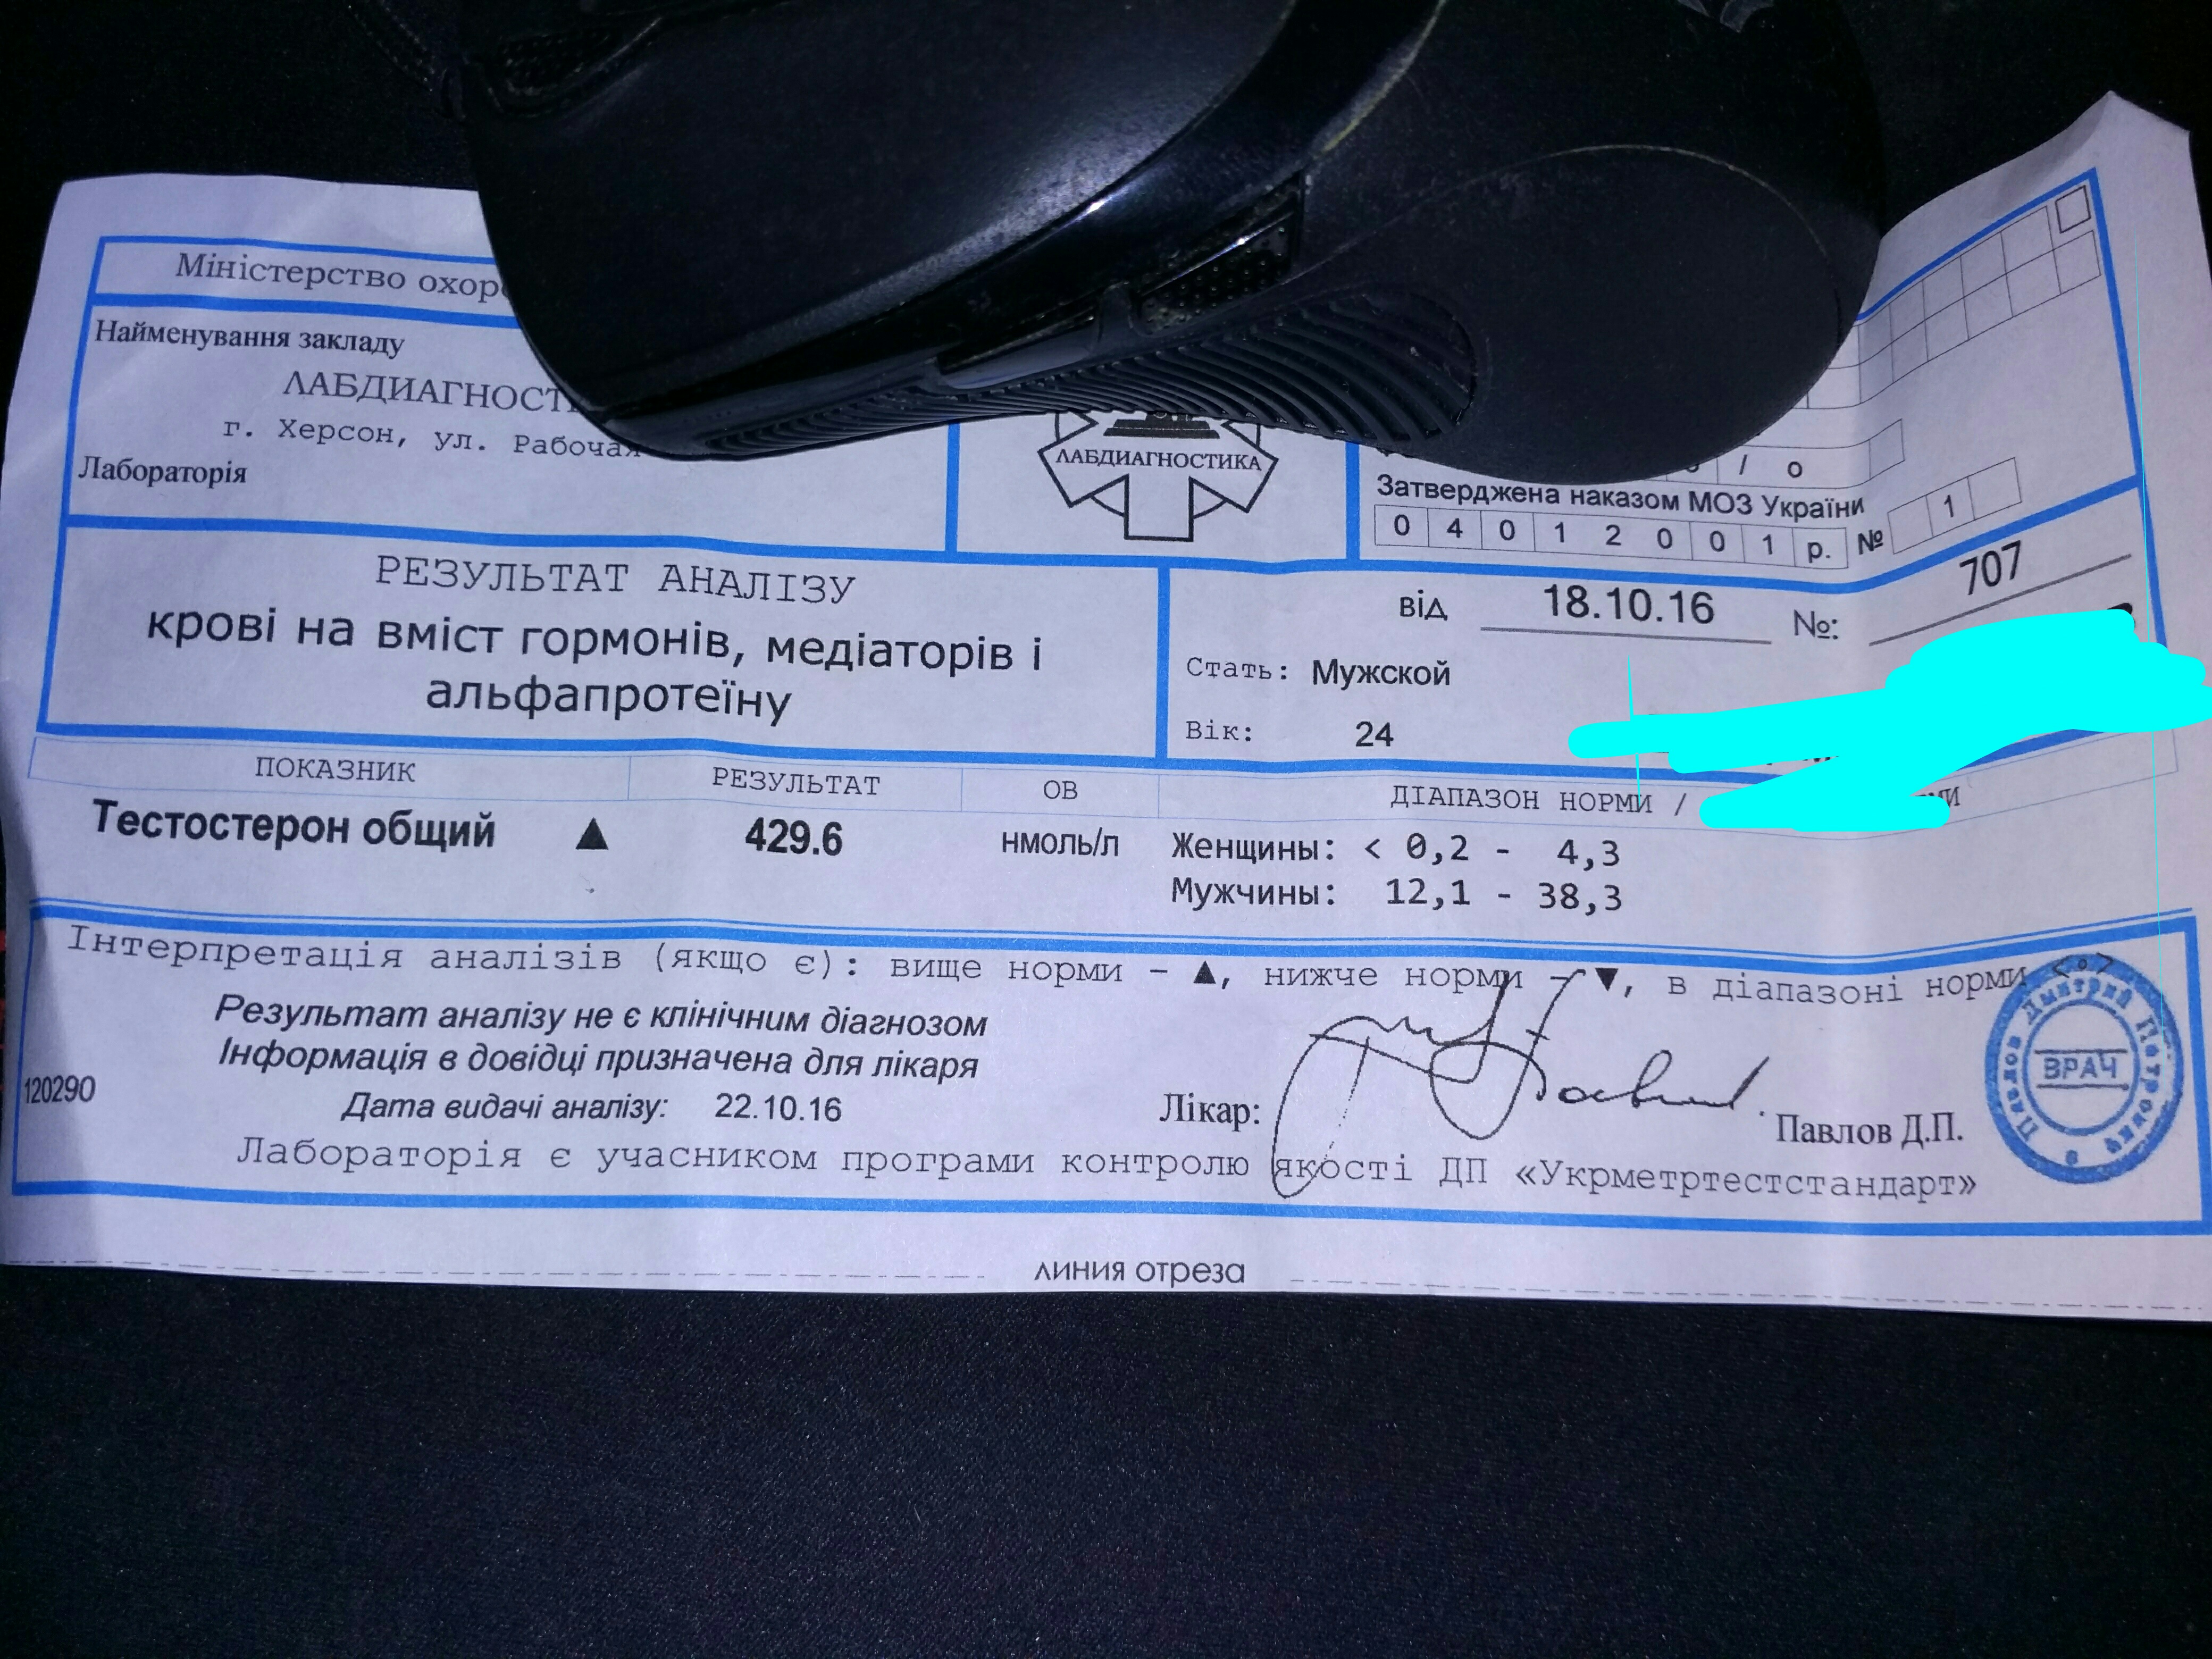 Міністерство
Найменування закладу
ЛАБДИАГНОСТИ
г. Херсон, ул. Рабочая
Лабораторія
ЛАБДИАГНОСТИКА
/ о
Затверджена наказом МОЗ України
0 4 0 1 2 0 0 1 р. № 1
РЕЗУЛЬТАТ АНАЛІЗУ
крові на вміст гормонів, медіаторів і
альфапротеїну
від 18.10.16 №: 707
Стать: Мужской
Вік: 24
ПОКАЗНИК РЕЗУЛЬТАТ ОВ ДІАПАЗОН НОРМИ /
Тестостерон общий ▲ 429.6 нмоль/л Женщины: < 0,2 - 4,3
Мужчины: 12,1 - 38,3
Інтерпретація аналізів (якщо є): вище норми - ▲, нижче норми - ▼, в діапазоні норми <o>
Результат аналізу не є клінічним діагнозом
Інформація в довідці призначена для лікаря
120290
Дата видачі аналізу: 22.10.16
Лікар: Павлов Д.П.
Павлов Дмитрий Петрович
ВРАЧ
Лабораторія є учасником програми контролю якості ДП «Укрметртестстандарт»
линия отреза